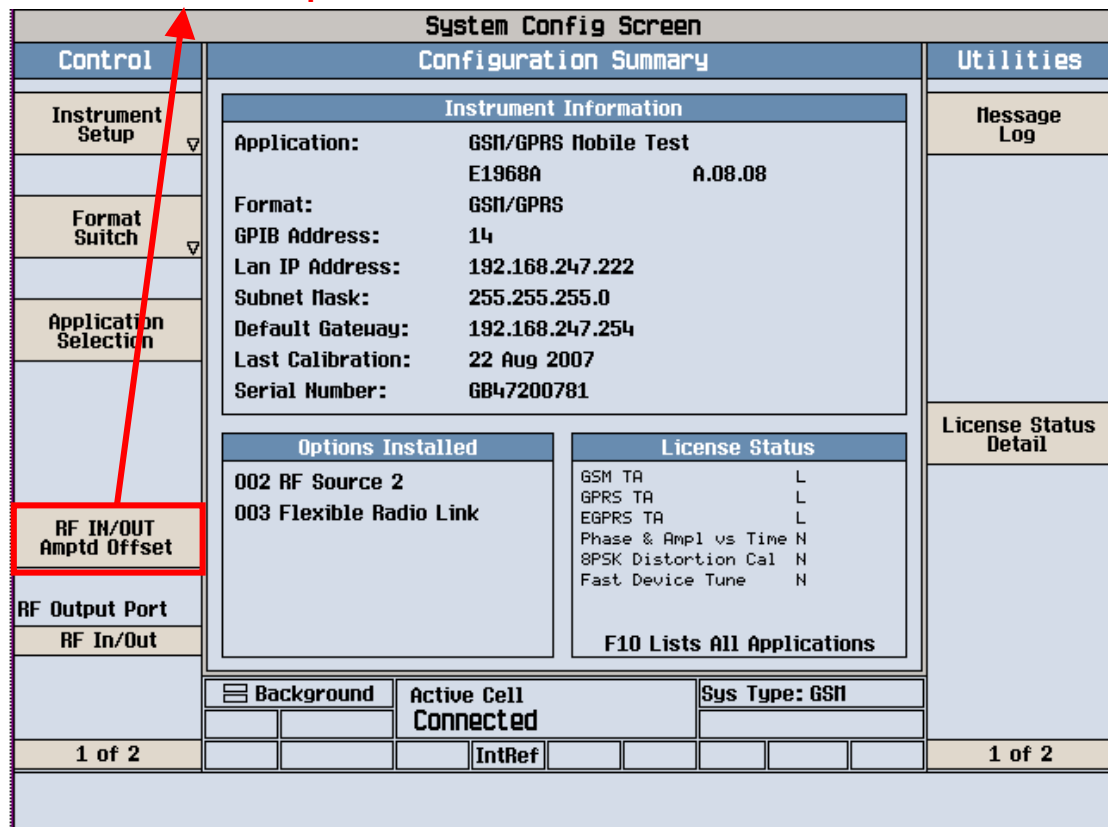 System Config Screen
Control
Configuration Summary
Utilities
Instrument
Setup
Format
Switch
Application
Selection
RF IN/OUT
Amptd Offset
RF Output Port
RF In/Out
1 of 2
Instrument Information
Application: GSM/GPRS Mobile Test
E1968A A.08.08
Format: GSM/GPRS
GPIB Address: 14
Lan IP Address: 192.168.247.222
Subnet Mask: 255.255.255.0
Default Gateway: 192.168.247.254
Last Calibration: 22 Aug 2007
Serial Number: GB47200781
Options Installed
002 RF Source 2
003 Flexible Radio Link
License Status
GSM TA L
GPRS TA L
EGPRS TA L
Phase & Ampl vs Time N
8PSK Distortion Cal N
Fast Device Tune N
F10 Lists All Applications
Background
Active Cell
Connected
Sys Type: GSM
IntRef
Message
Log
License Status
Detail
1 of 2